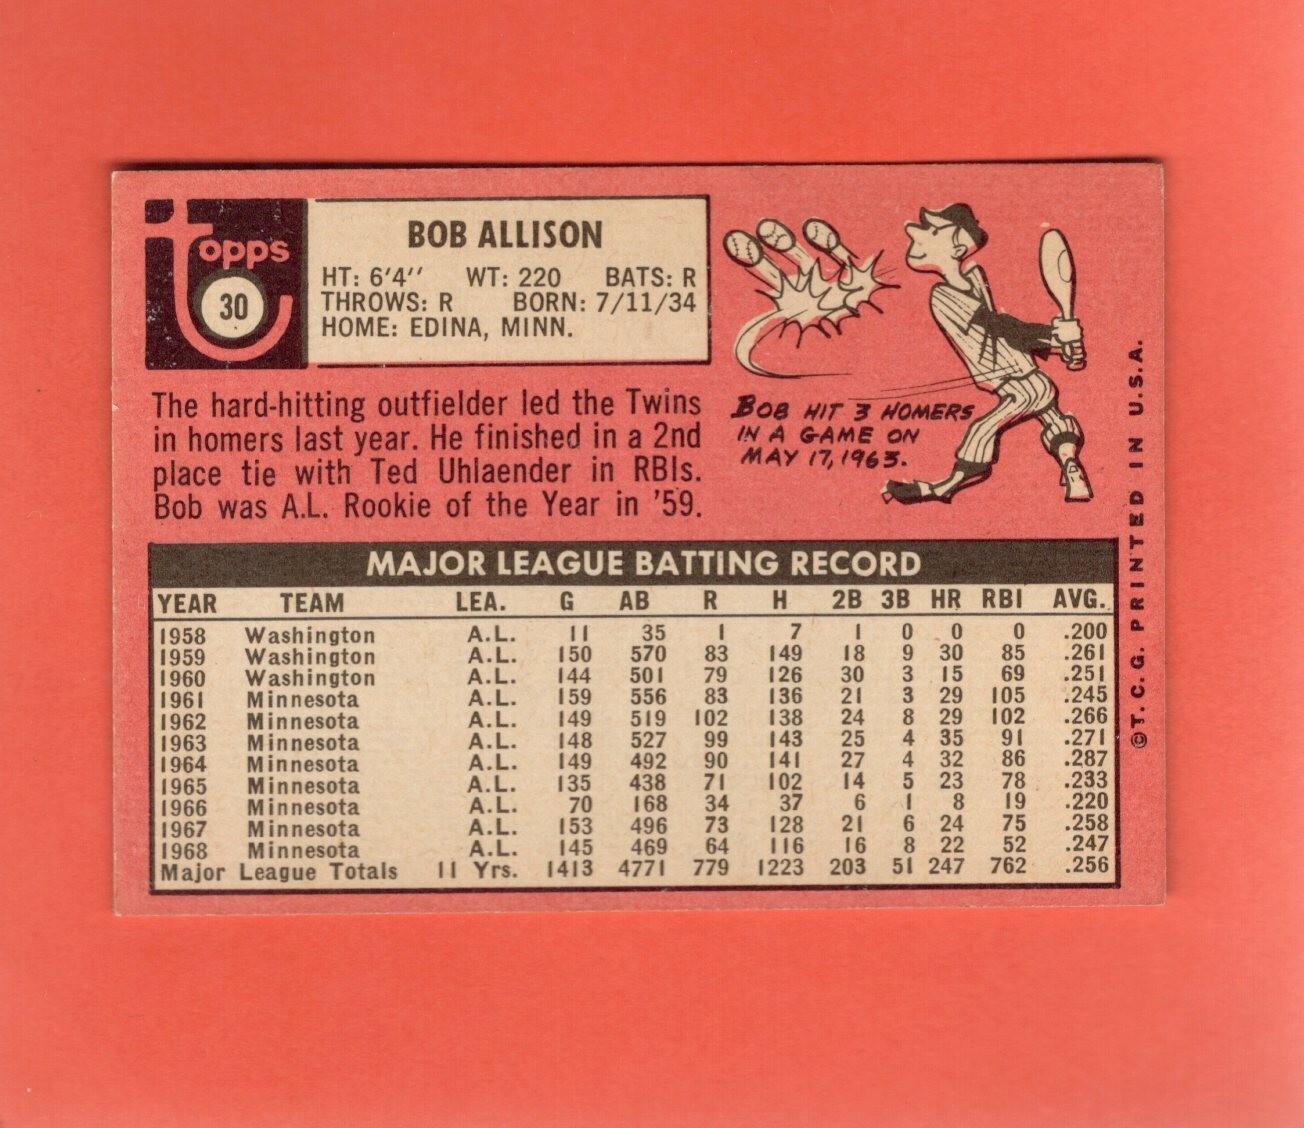 Topps
30
BOB ALLISON
HT: 6'4'' WT: 220 BATS: R
THROWS: R BORN: 7/11/34
HOME: EDINA, MINN.
The hard-hitting outfielder led the Twins
in homers last year. He finished in a 2nd
place tie with Ted Uhlaender in RBIs.
Bob was A.L. Rookie of the Year in '59.
BOB HIT 3 HOMERS
IN A GAME ON
MAY 17, 1963.
MAJOR LEAGUE BATTING RECORD
YEAR TEAM LEA. G AB R H 2B 3B HR RBI AVG.
1958 Washington A.L. 11 35 1 7 1 0 0 0 .200
1959 Washington A.L. 150 570 83 149 18 9 30 85 .261
1960 Washington A.L. 144 501 79 126 30 3 15 69 .251
1961 Minnesota A.L. 159 556 83 136 21 3 29 105 .245
1962 Minnesota A.L. 149 519 102 138 24 8 29 102 .266
1963 Minnesota A.L. 148 527 99 143 25 4 35 91 .271
1964 Minnesota A.L. 149 492 90 141 27 4 32 86 .287
1965 Minnesota A.L. 135 438 71 102 14 5 23 78 .233
1966 Minnesota A.L. 70 168 34 37 6 1 8 19 .220
1967 Minnesota A.L. 153 496 73 128 21 6 24 75 .258
1968 Minnesota A.L. 145 469 64 116 16 8 22 52 .247
Major League Totals 11 Yrs. 1413 4771 779 1223 203 51 247 762 .256
©T. C. G. PRINTED IN U.S.A.